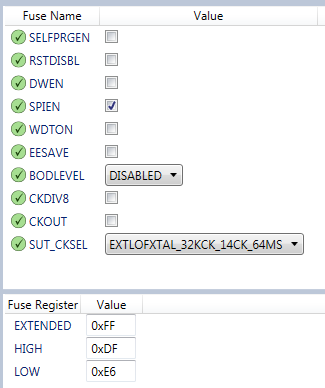 Fuse Name Value
SELFPRGEN
RSTDISBL
DWEN
SPIEN
WDTON
EESAVE
BODLEVEL DISABLED
CKDIV8
CKOUT
SUT_CKSEL EXTLOFXTAL_32KCK_14CK_64MS
Fuse Register Value
EXTENDED 0xFF
HIGH 0xDF
LOW 0xE6